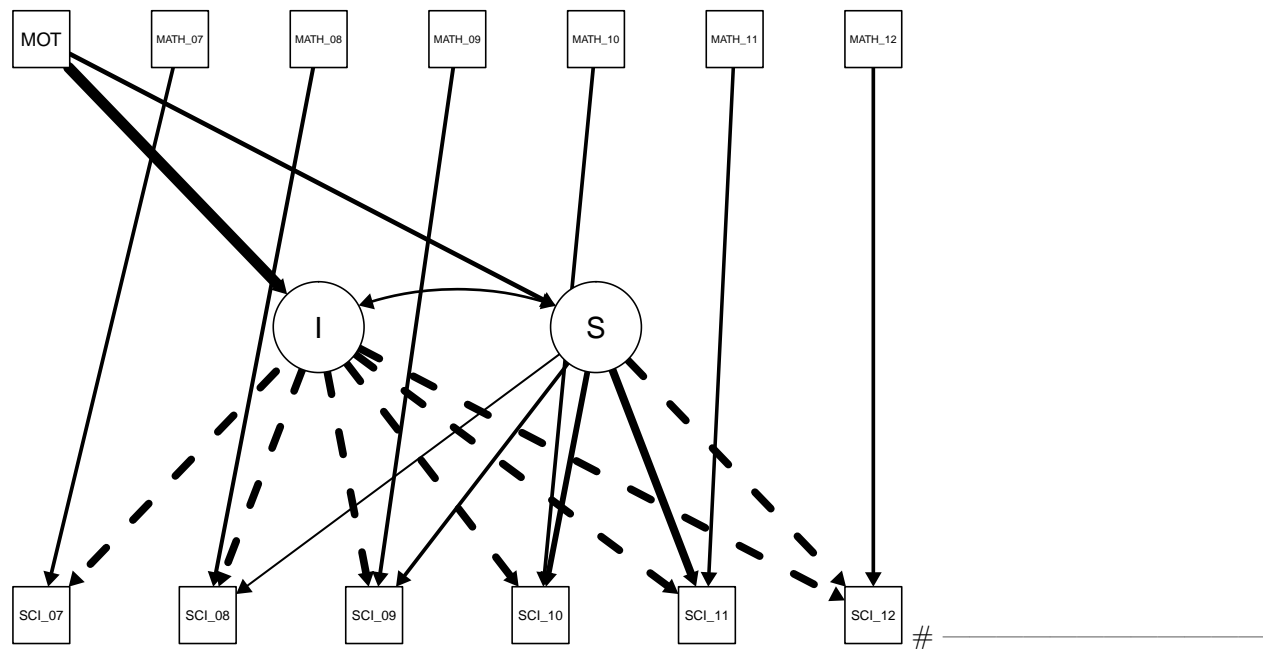 MOT MATH_07 MATH_08 MATH_09 MATH_10 MATH_11 MATH_12
I S
SCI_07 SCI_08 SCI_09 SCI_10 SCI_11 SCI_12
#